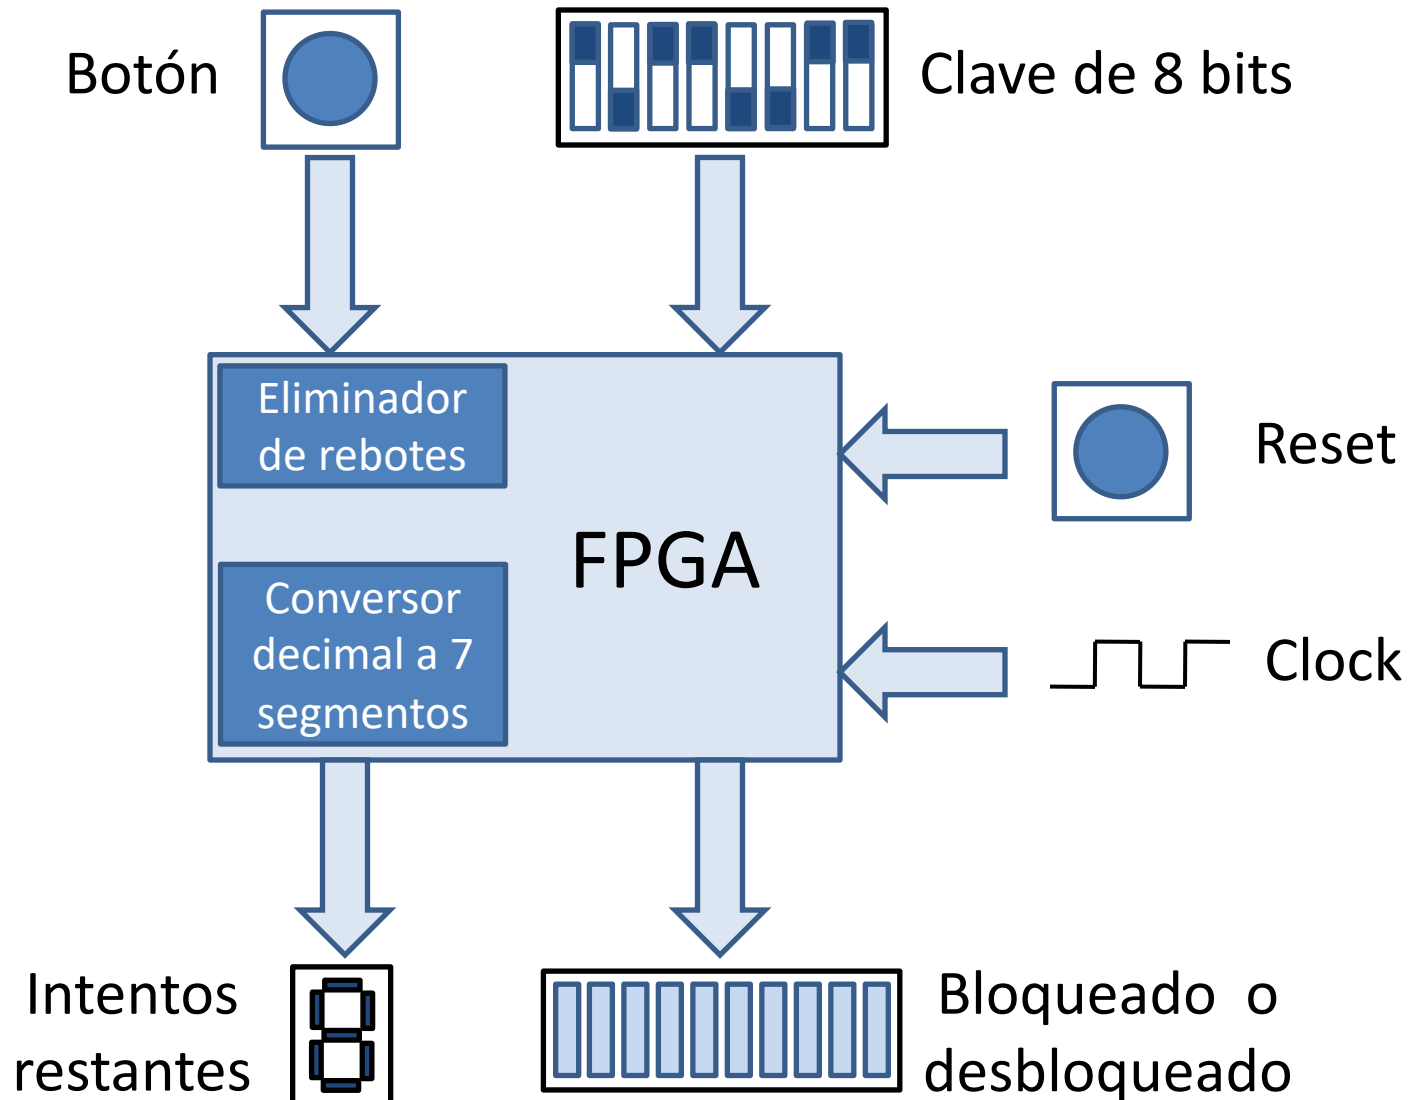 Botón
Clave de 8 bits
Eliminador
de rebotes
Reset
FPGA
Conversor
decimal a 7
segmentos
Clock
Intentos
restantes
Bloqueado o
desbloqueado